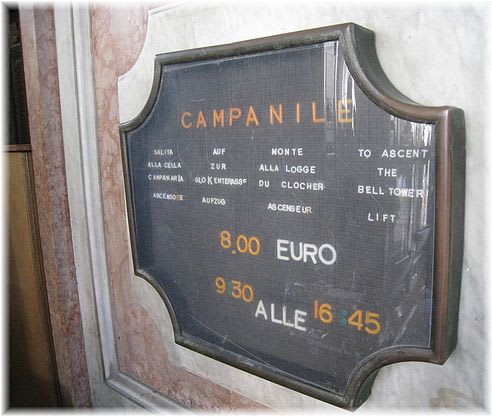 CAMPANILE
SALITA
ALLA CELLA
CAMPANARIA
ASCENSORE
AUF
ZUR
GLOKENTERASSE
AUFZUG
MONTE
ALLA LOGGE
DU CLOCHER
ASCENSEUR
TO ASCENT
THE
BELL TOWER
LIFT
8.00 EURO
9:30 ALLE 16:45